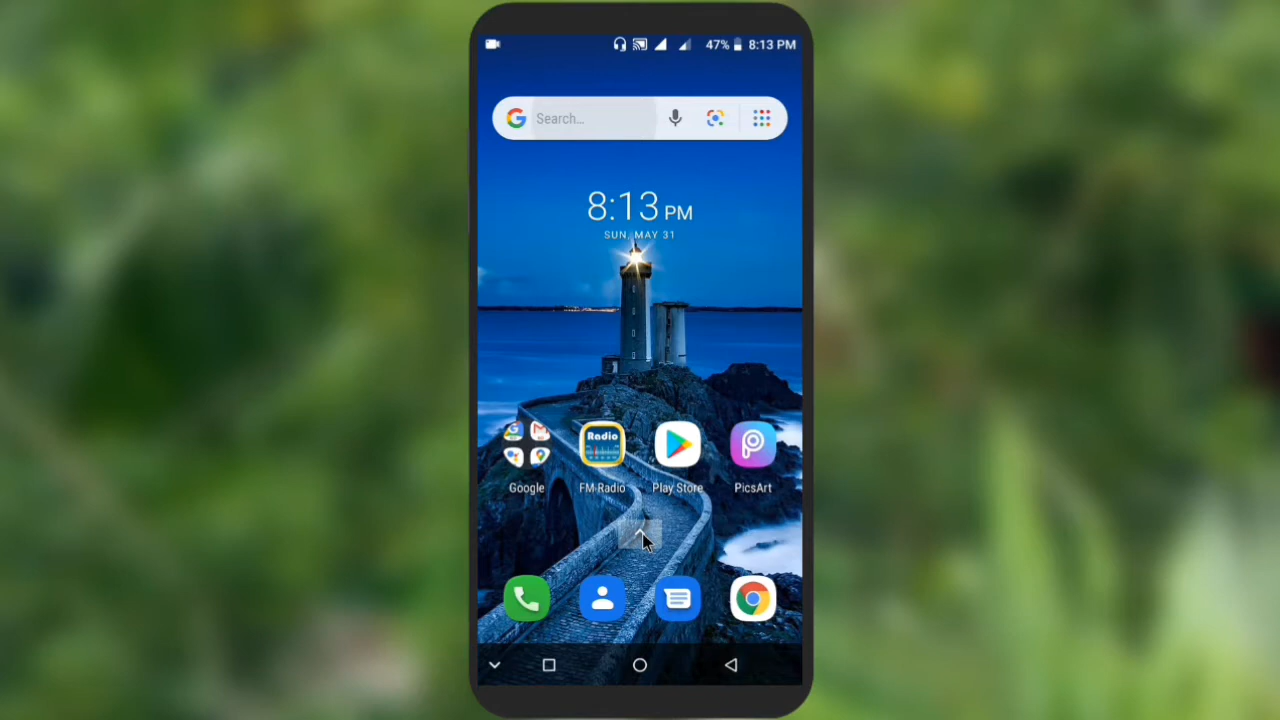 47% 8:13 PM
Search...
8:13 PM
SUN, MAY 31
Radio
Google FM Radio Play Store PicsArt